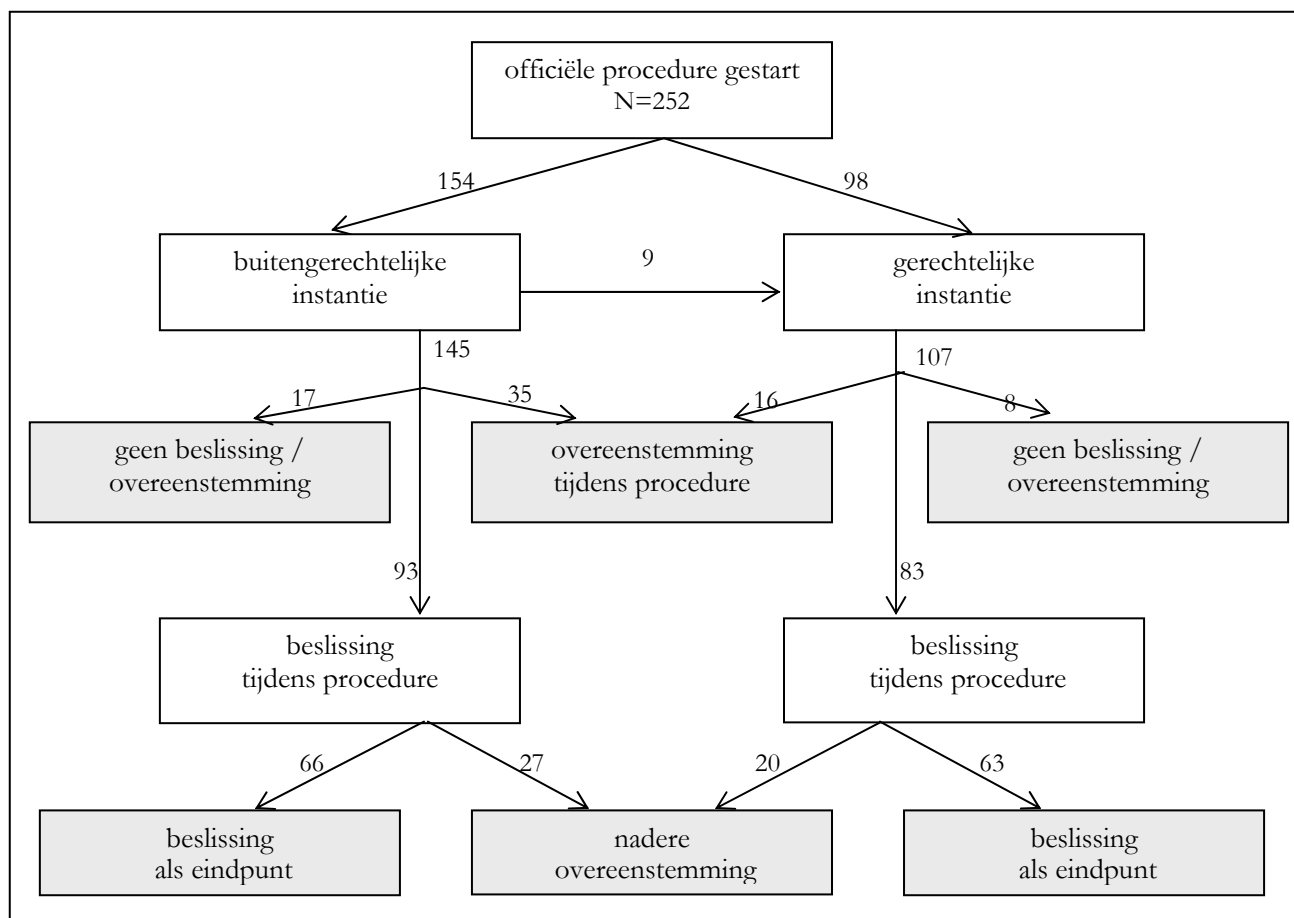 officiële procedure gestart
N=252
154
98
buitengerechtelijke
instantie
9
gerechtelijke
instantie
145
107
17
35
16
8
geen beslissing /
overeenstemming
overeenstemming
tijdens procedure
geen beslissing /
overeenstemming
93
83
beslissing
tijdens procedure
beslissing
tijdens procedure
66
27
20
63
beslissing
als eindpunt
nadere
overeenstemming
beslissing
als eindpunt